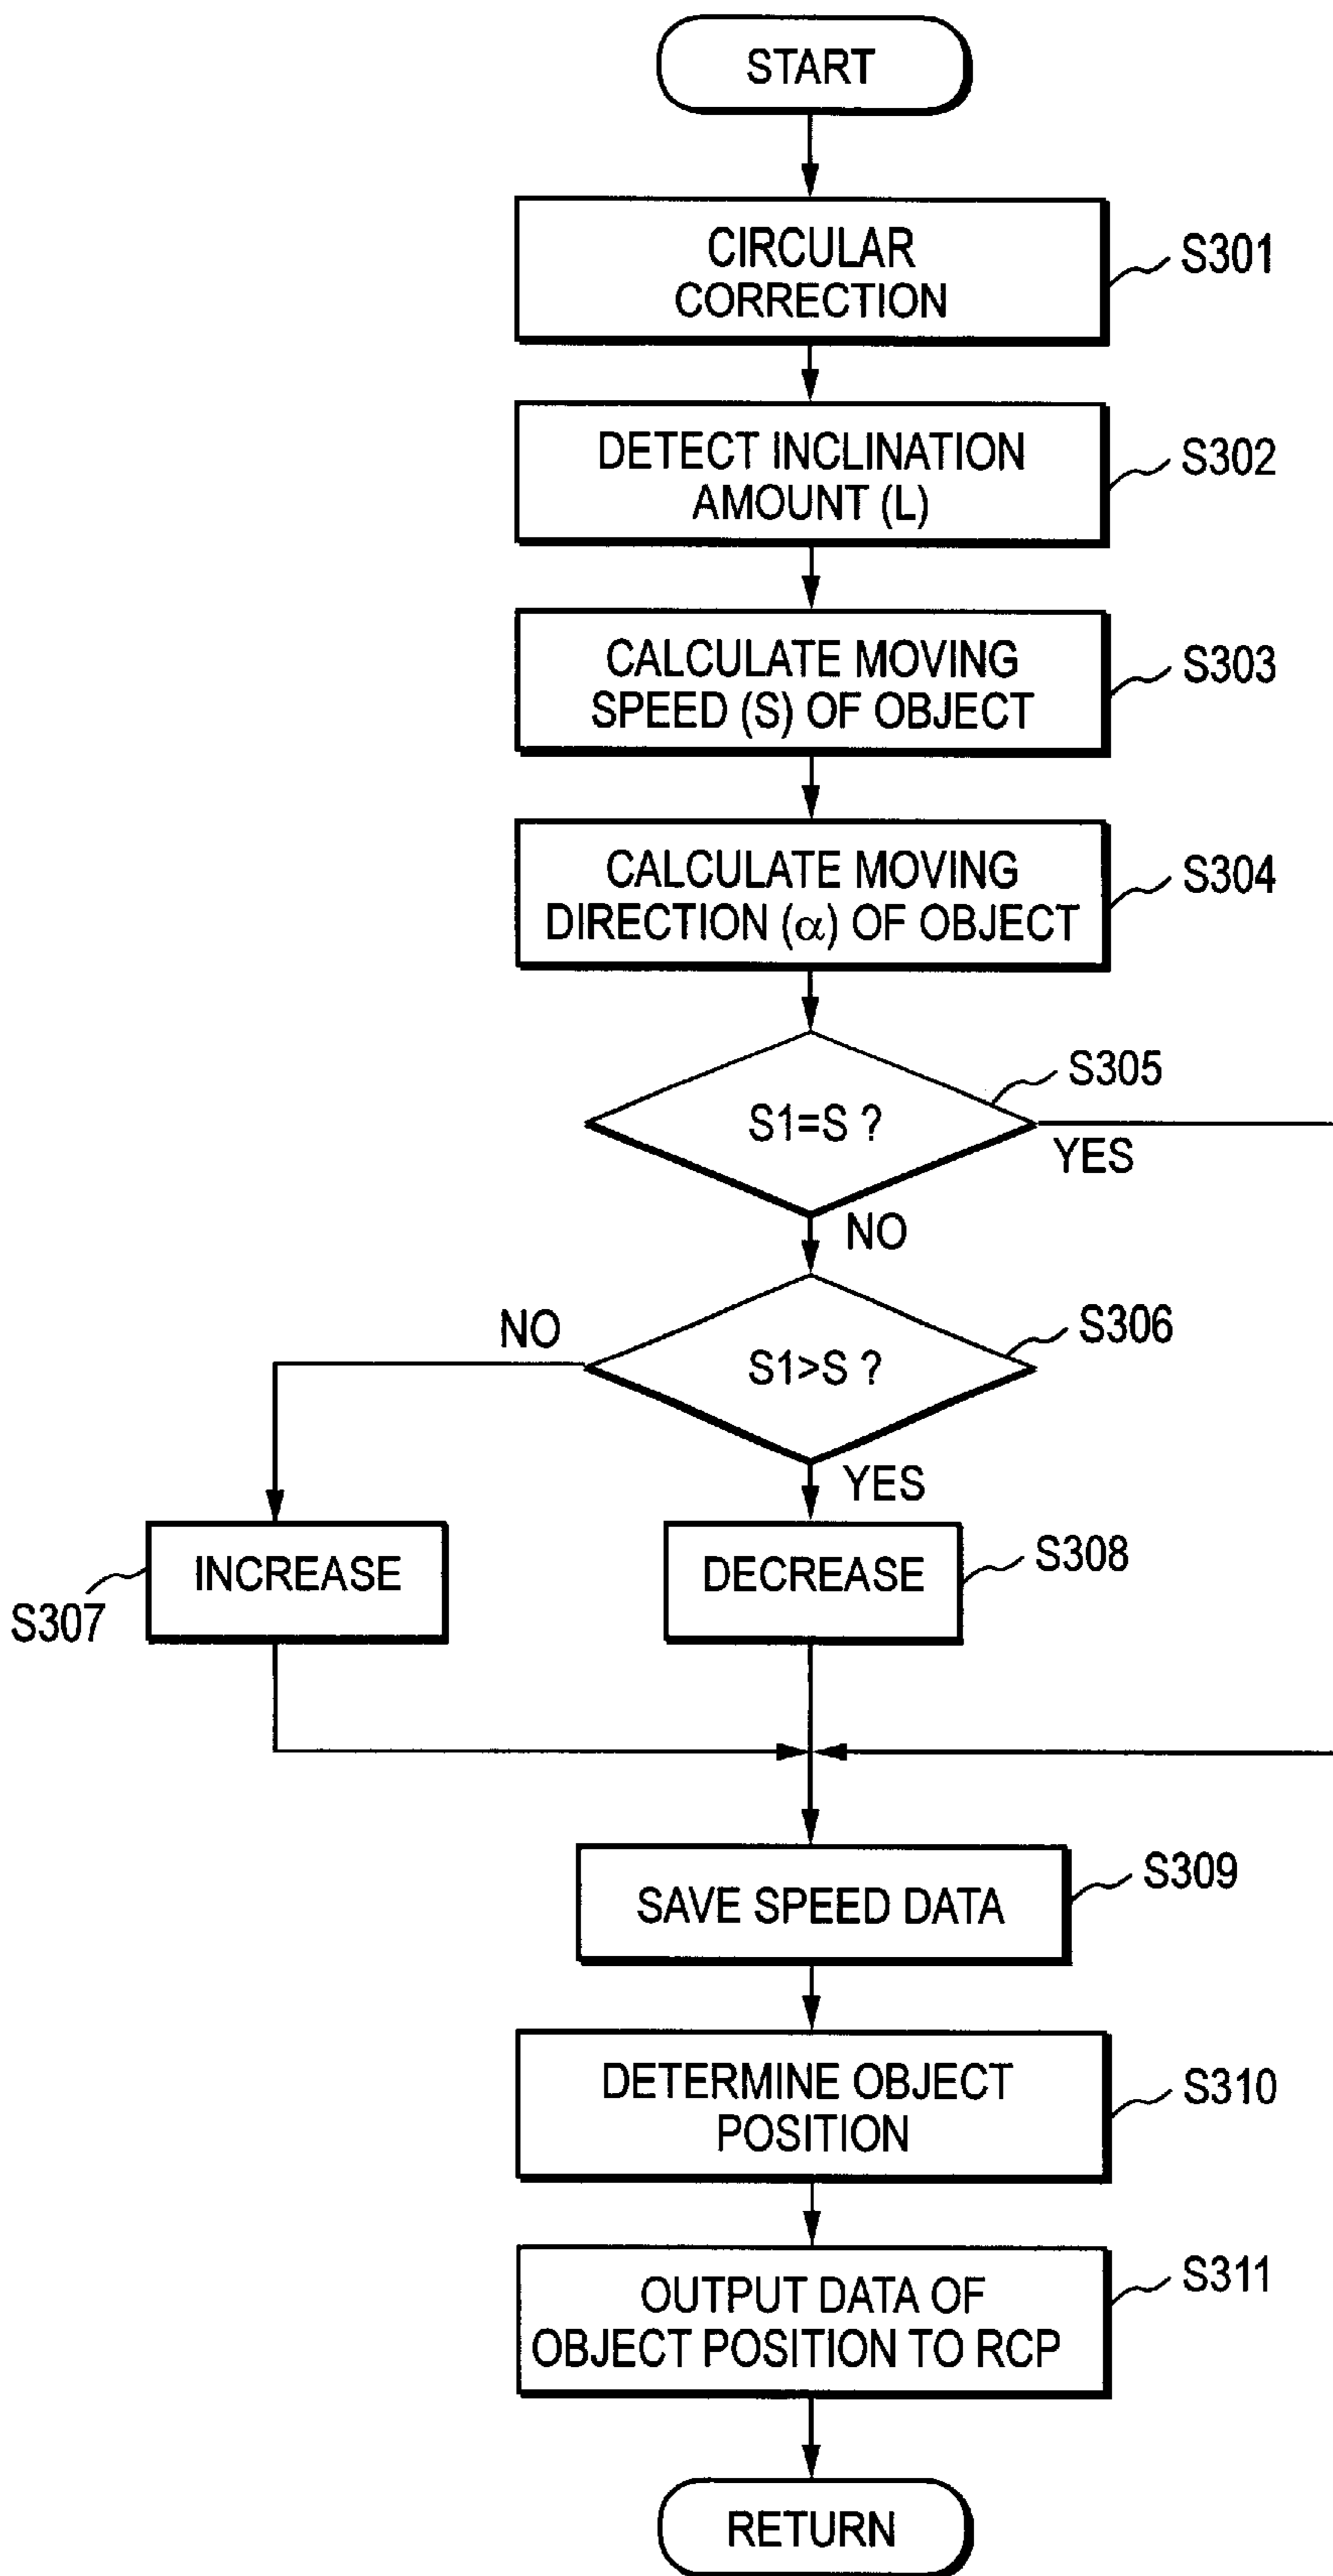 START
CIRCULAR
CORRECTION
S301
DETECT INCLINATION
AMOUNT (L)
S302
CALCULATE MOVING
SPEED (S) OF OBJECT
S303
CALCULATE MOVING
DIRECTION (α) OF OBJECT
S304
S1=S ?
S305
YES
NO
S1>S ?
S306
NO
YES
INCREASE
S307
DECREASE
S308
SAVE SPEED DATA
S309
DETERMINE OBJECT
POSITION
S310
OUTPUT DATA OF
OBJECT POSITION TO RCP
S311
RETURN